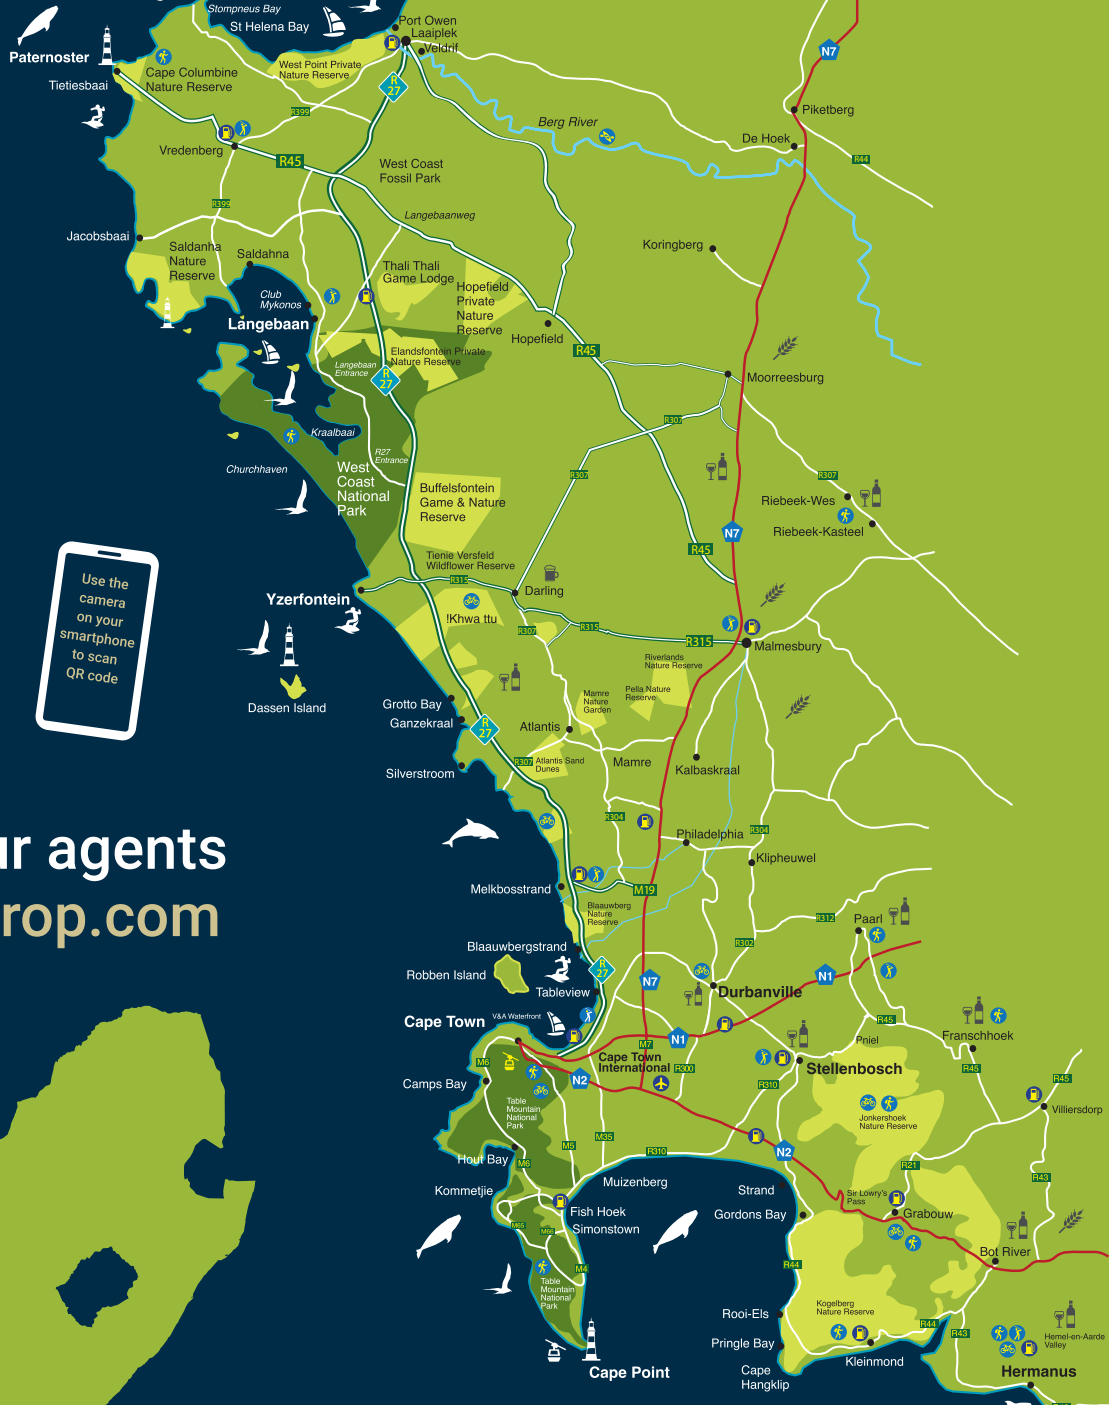 Stompneus Bay
St Helena Bay
Port Owen
Laaiplek
Veldrif
Paternoster
Tietiesbaai
Cape Columbine
Nature Reserve
West Point Private
Nature Reserve
R
27
N7
Piketberg
R399
Berg River
De Hoek
R44
Vredenberg
R45
West Coast
Fossil Park
R399
Langebaanweg
Jacobsbaai
Saldanha
Nature
Reserve
Saldahna
Koringberg
Thali Thali
Game Lodge
Hopefield
Private
Nature
Reserve
Club
Mykonos
Langebaan
Hopefield
R45
Elandsfontein Private
Nature Reserve
Langebaan
Entrance
R
27
Moorreesburg
R307
Kraalbaai
R27
Entrance
Churchhaven
West
Coast
National
Park
R307
R307
Buffelsfontein
Game & Nature
Reserve
Riebeek-Wes
Riebeek-Kasteel
N7
R45
Tienie Versfeld
Wildflower Reserve
R315
Darling
Use the
camera
on your
smartphone
to scan
QR code
Yzerfontein
!Khwa ttu
R307
R315
R315
Malmesbury
Riverlands
Nature Reserve
Pella Nature
Reserve
Mamre
Nature
Garden
Dassen Island
Grotto Bay
Ganzekraal
R
27
Atlantis
Silverstroom
R307
Atlantis Sand
Dunes
Mamre
Kalbaskraal
R304
Philadelphia
R304
Klipheuwel
ur agents
rop.com
Melkbosstrand
M19
Blaauwberg
Nature
Reserve
R312
Paarl
R302
Blaauwbergstrand
Robben Island
R
27
Tableview
N7
Durbanville
N1
Cape Town
V&A Waterfront
R45
Franschhoek
N1
M7
Pniel
M6
Cape Town
International
R300
Stellenbosch
R45
R45
Camps Bay
N2
R310
Villiersdorp
Table
Mountain
National
Park
Jonkershoek
Nature Reserve
M5
M35
R310
N2
Hout Bay
M6
R21
Kommetjie
Muizenberg
Strand
R43
Sir Lowry's
Pass
Fish Hoek
Gordons Bay
Grabouw
M65
M66
Simonstown
Bot River
M4
R44
Table
Mountain
National
Park
Kogelberg
Nature Reserve
Rooi-Els
R44
R43
Hemel-en-Aarde
Valley
Pringle Bay
Kleinmond
Cape Point
Cape
Hangklip
Hermanus